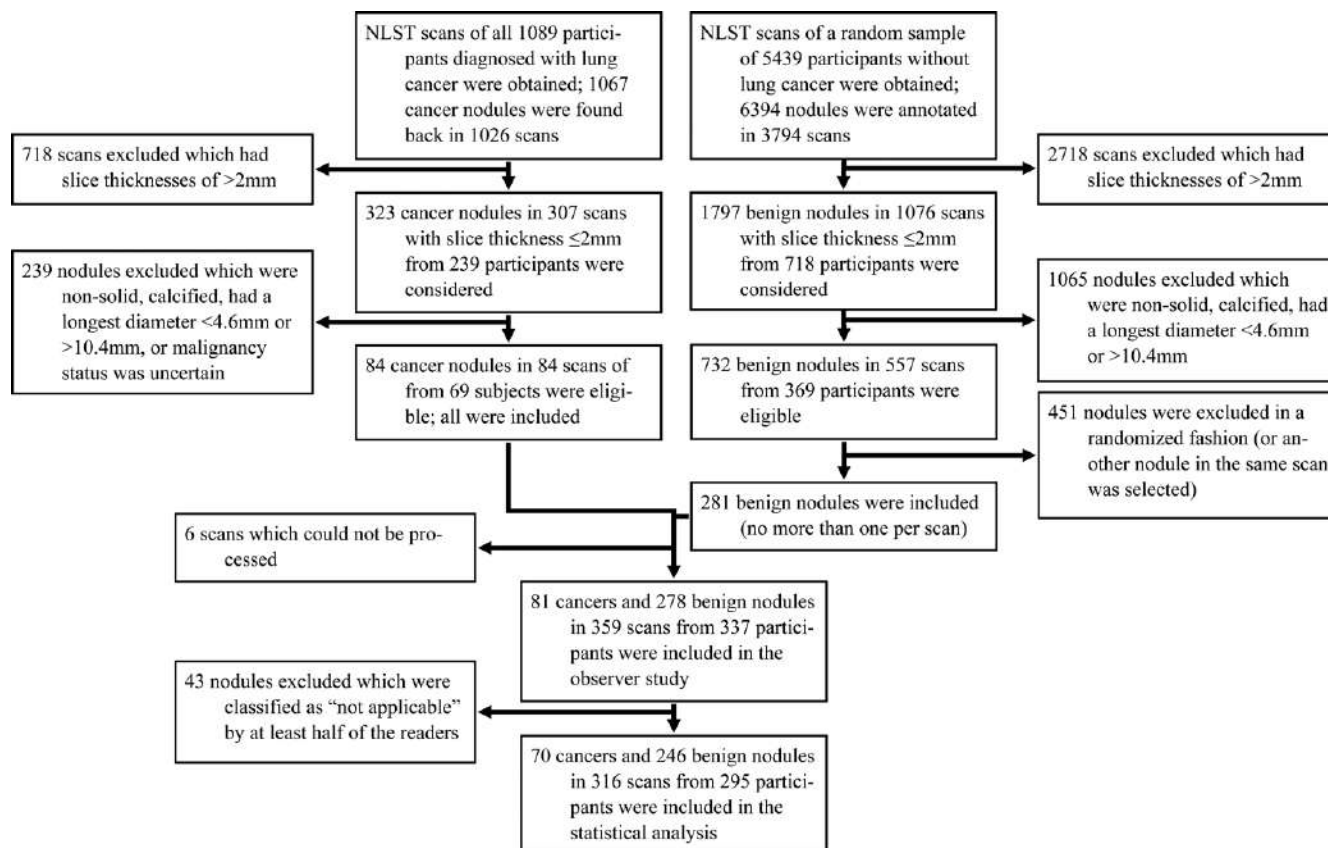 NLST scans of all 1089 partici-
pants diagnosed with lung
cancer were obtained; 1067
cancer nodules were found
back in 1026 scans
NLST scans of a random sample
of 5439 participants without
lung cancer were obtained;
6394 nodules were annotated
in 3794 scans
718 scans excluded which had
slice thicknesses of >2mm
2718 scans excluded which had
slice thicknesses of >2mm
323 cancer nodules in 307 scans
with slice thickness ≤2mm
from 239 participants were
considered
1797 benign nodules in 1076 scans
with slice thickness ≤2mm
from 718 participants were
considered
239 nodules excluded which were
non-solid, calcified, had a
longest diameter <4.6mm or
>10.4mm, or malignancy
status was uncertain
1065 nodules excluded which
were non-solid, calcified, had
a longest diameter <4.6mm
or >10.4mm
84 cancer nodules in 84 scans of
from 69 subjects were eligi-
ble; all were included
732 benign nodules in 557 scans
from 369 participants were
eligible
451 nodules were excluded in a
randomized fashion (or an-
other nodule in the same scan
was selected)
281 benign nodules were included
(no more than one per scan)
6 scans which could not be pro-
cessed
81 cancers and 278 benign nodules
in 359 scans from 337 partici-
pants were included in the
observer study
43 nodules excluded which were
classified as “not applicable”
by at least half of the readers
70 cancers and 246 benign nodules
in 316 scans from 295 partici-
pants were included in the
statistical analysis